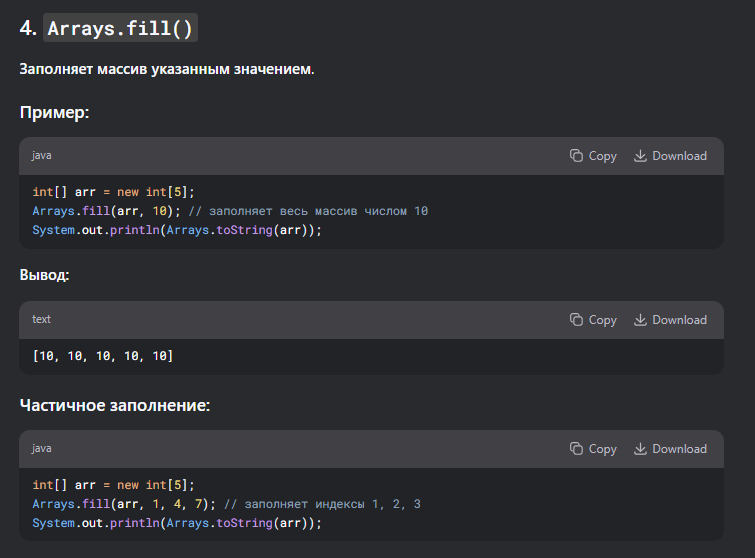 4. Arrays.fill()
Заполняет массив указанным значением.
Пример:
java
Copy
Download
int[] arr = new int[5];
Arrays.fill(arr, 10); // заполняет весь массив числом 10
System.out.println(Arrays.toString(arr));
Вывод:
text
Copy
Download
[10, 10, 10, 10, 10]
Частичное заполнение:
java
Copy
Download
int[] arr = new int[5];
Arrays.fill(arr, 1, 4, 7); // заполняет индексы 1, 2, 3
System.out.println(Arrays.toString(arr));